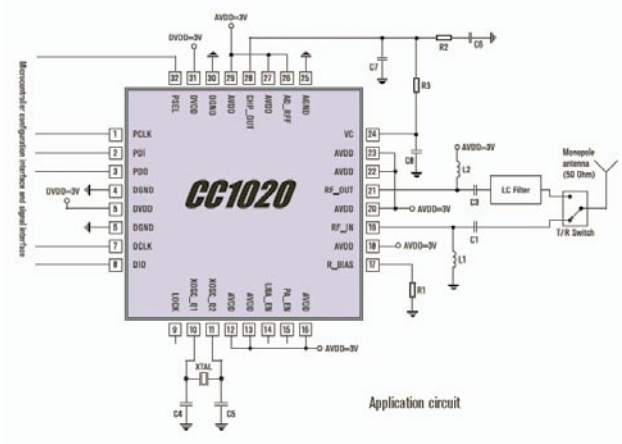 AVDD=3V
DVDD=3V
R2
C6
C7
R3
32
31
30
29
28
27
26
25
PSEL
DVDD
DGND
AVDD
CHP_OUT
AVDD
AD_REF
AGND
Microcontroller configuration interface and signal interface
1 PCLK
2 PDI
3 PDO
4 DGND
DVDD=3V
5 DVDD
6 DGND
7 DCLK
8 DIO
CC1020
VC 24
AVDD 23
AVDD 22
RF_OUT 21
AVDD 20
RF_IN 19
AVDD 18
R_BIAS 17
C8
AVDD=3V
L2
C3
LC Filter
Monopole
antenna
(50 Ohm)
T/R Switch
AVDD=3V
C1
AVDD=3V
L1
R1
LOCK
XOSC_Q1
XOSC_Q2
AVDD
AVDD
LNA_EN
PA_EN
AVDD
9
10
11
12
13
14
15
16
AVDD=3V
XTAL
C4
C5
Application circuit